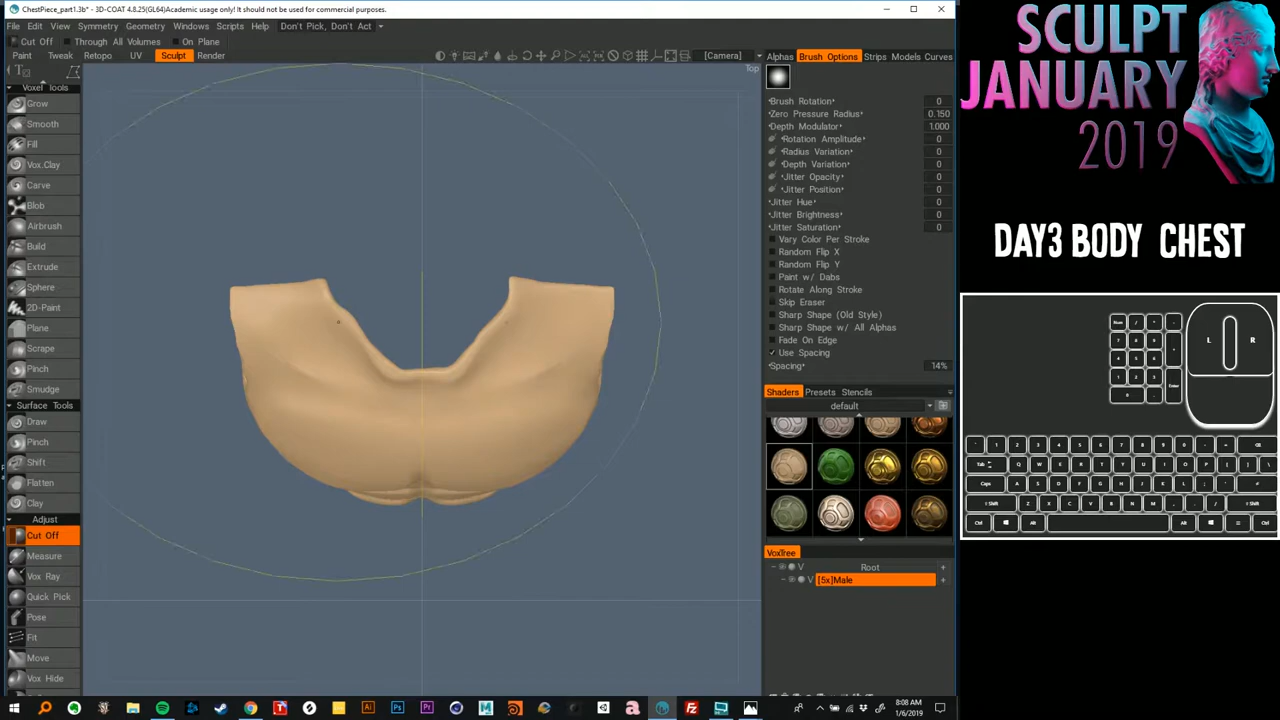 ChestPiece_part1.3b* - 3D-COAT 4.8.25(GL64)Academic usage only! It should not be used for commercial purposes.
File Edit View Symmetry Geometry Windows Scripts Help Don't Pick, Don't Act
Cut Off Through All Volumes On Plane
Paint Tweak Retopo UV Sculpt Render [Camera]
Top
Voxel Tools
Grow
Smooth
Fill
Vox.Clay
Carve
Blob
Airbrush
Build
Extrude
Sphere
2D-Paint
Plane
Scrape
Pinch
Smudge
Surface Tools
Draw
Pinch
Shift
Flatten
Clay
Adjust
Cut Off
Measure
Vox Ray
Quick Pick
Pose
Fit
Move
Vox Hide
Alphas Brush Options Strips Models Curves
Brush Rotation 0
Zero Pressure Radius 0.150
Depth Modulator 1.000
Rotation Amplitude 0
Radius Variation 0
Depth Variation 0
Jitter Opacity 0
Jitter Position 0
Jitter Hue 0
Jitter Brightness 0
Jitter Saturation 0
Vary Color Per Stroke
Random Flip X
Random Flip Y
Paint w/ Dabs
Rotate Along Stroke
Skip Eraser
Sharp Shape (Old Style)
Sharp Shape w/ All Alphas
Fade On Edge
Use Spacing
Spacing 14%
Shaders Presets Stencils
default
VoxTree
V Root +
V [5x]Male +
8:08 AM
1/6/2019
SCULPT
JANUARY
2019
DAY3 BODY CHEST
L R